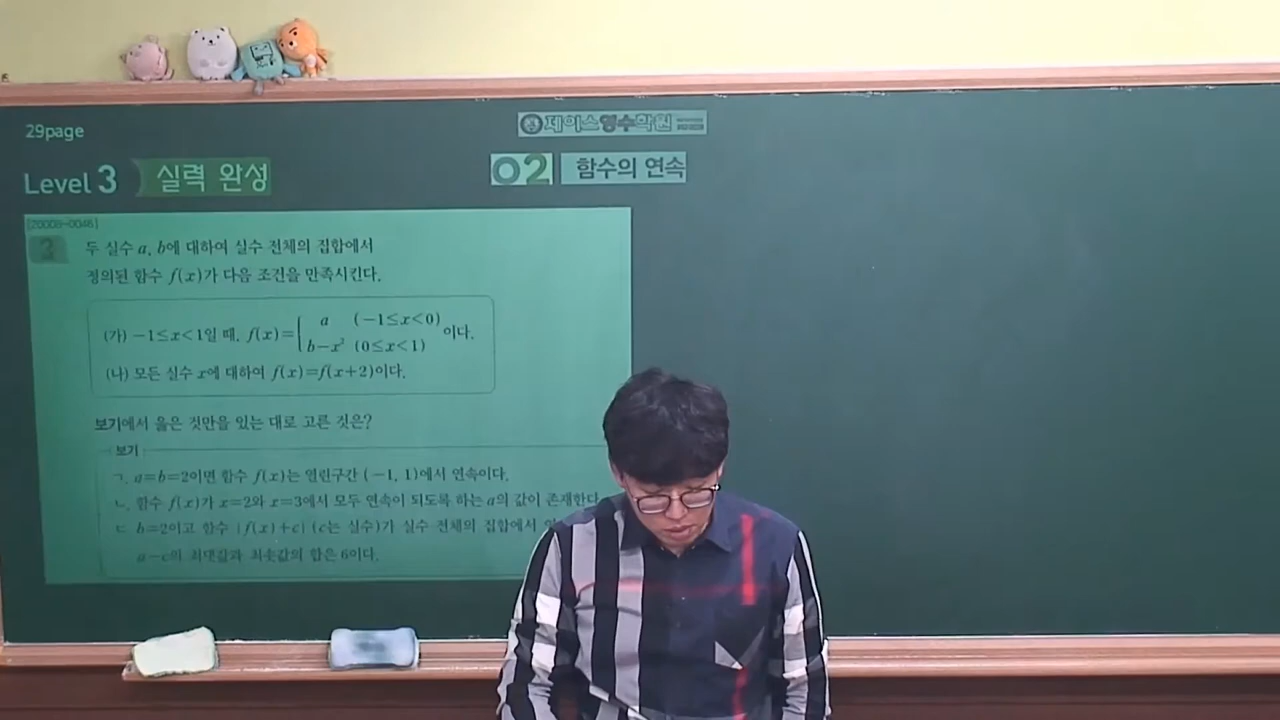 29page
제이스영수학원
Level 3 실력 완성
02 함수의 연속
[20009-0046]
3
두 실수 a, b에 대하여 실수 전체의 집합에서
정의된 함수 f(x)가 다음 조건을 만족시킨다.
(가) -1≤x<1일 때, f(x)={ a (-1≤x<0)
b-x² (0≤x<1) 이다.
(나) 모든 실수 x에 대하여 f(x)=f(x+2)이다.
보기에서 옳은 것만을 있는 대로 고른 것은?
보기
ㄱ. a=b=2이면 함수 f(x)는 열린구간 (-1, 1)에서 연속이다.
ㄴ. 함수 f(x)가 x=2와 x=3에서 모두 연속이 되도록 하는 a의 값이 존재한다
ㄷ b=2이고 함수 |f(x)+c| (c는 실수)가 실수 전체의 집합에서
a-c의 최댓값과 최솟값의 합은 6이다.